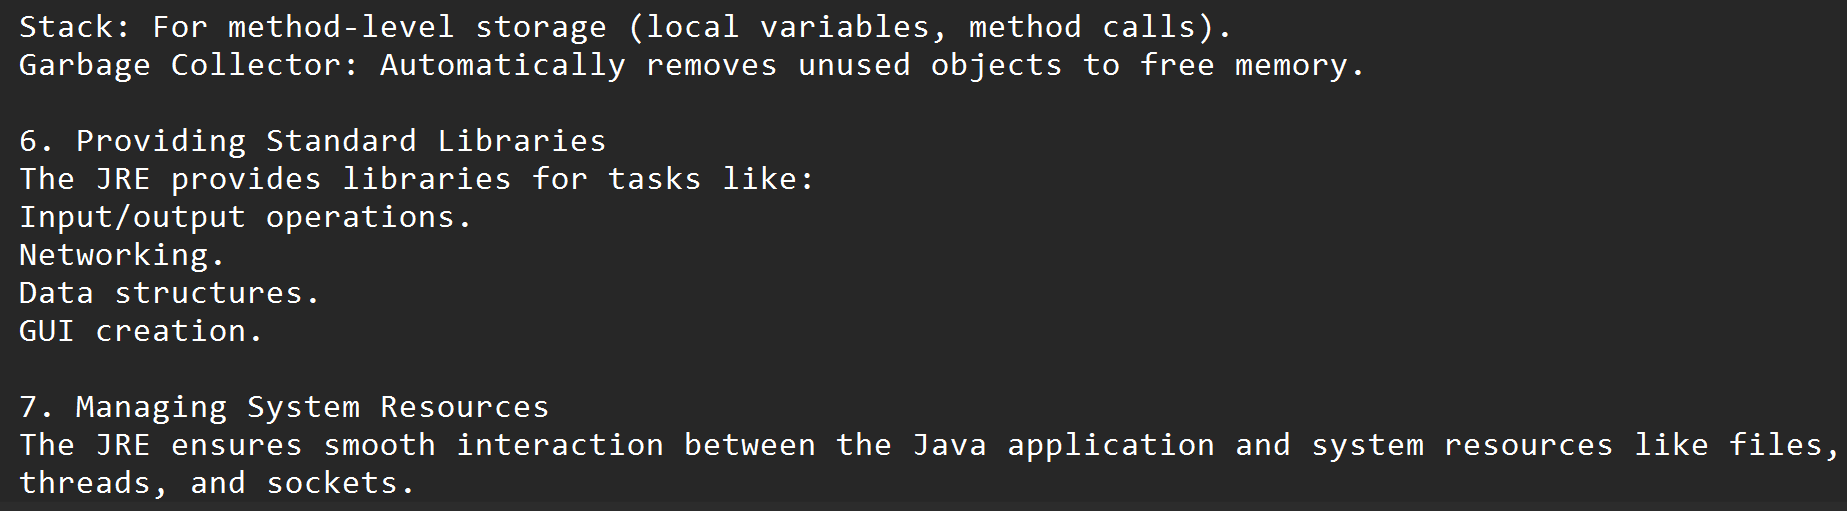 Stack: For method-level storage (local variables, method calls).
Garbage Collector: Automatically removes unused objects to free memory.
6. Providing Standard Libraries
The JRE provides libraries for tasks like:
Input/output operations.
Networking.
Data structures.
GUI creation.
7. Managing System Resources
The JRE ensures smooth interaction between the Java application and system resources like files,
threads, and sockets.